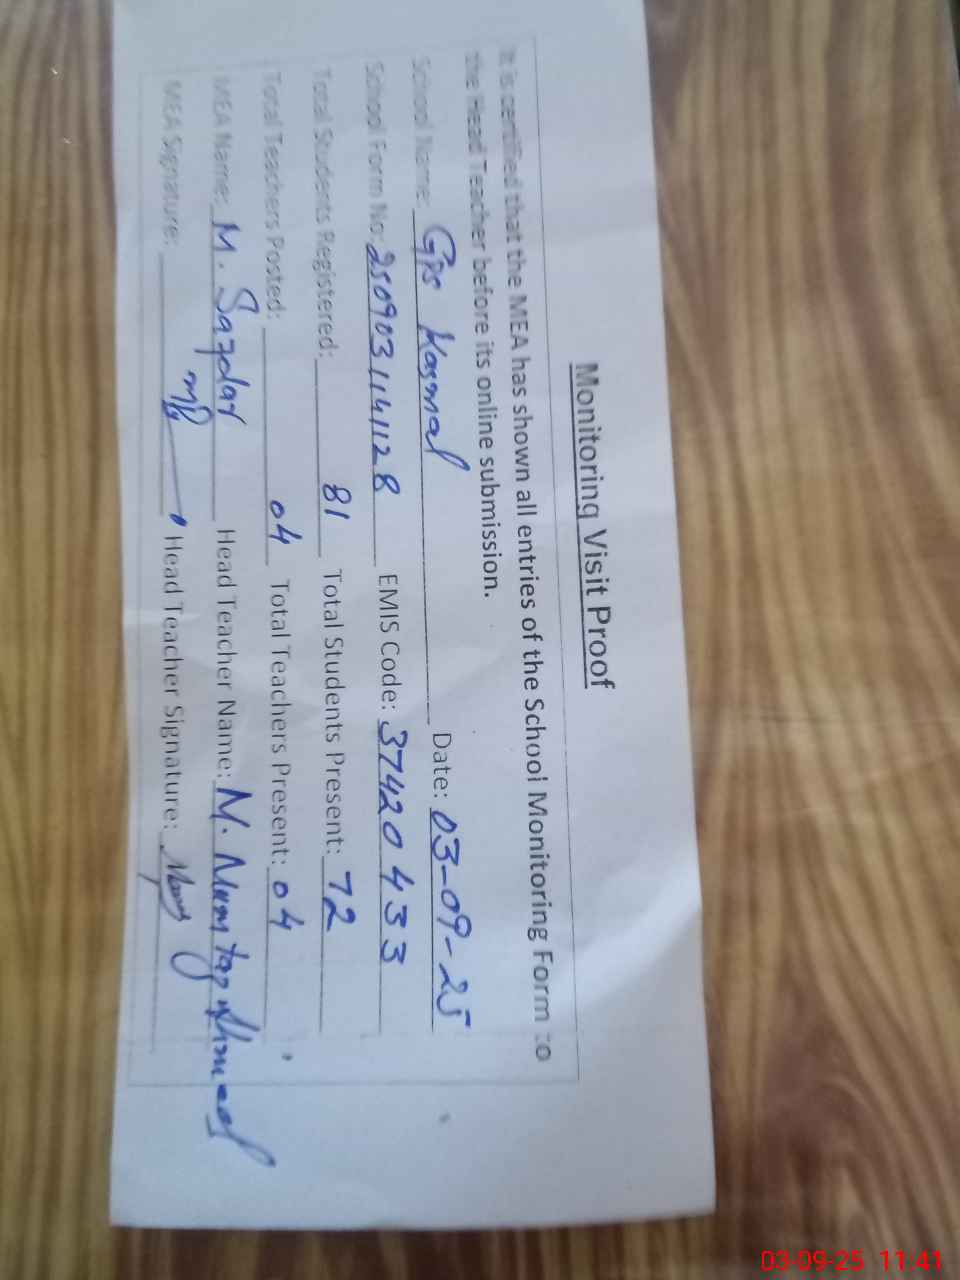 Monitoring Visit Proof
It is certified that the MEA has shown all entries of the School Monitoring Form to
the Head Teacher before its online submission.
School Name: GPS Kasmal Date: 03-09-25
School Form No: 2509031141128 EMIS Code: 37420433
Total Students Registered: 81 Total Students Present: 72
Total Teachers Posted: 04 Total Teachers Present: 04
MEA Name: M. Sazdar Head Teacher Name: M. Mumtaz Ahmed
MEA Signature: Head Teacher Signature:
03-09-25 11:41